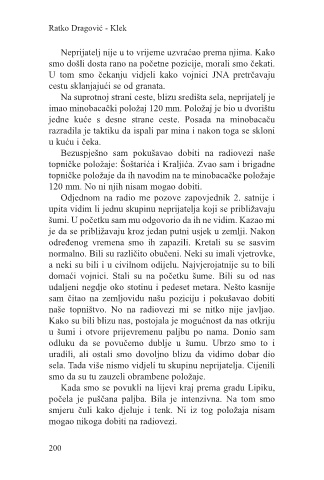 Ratko Dragović - Klek
Neprijatelj nije u to vrijeme uzvraćao prema njima. Kako
smo došli dosta rano na početne pozicije, morali smo čekati.
U tom smo čekanju vidjeli kako vojnici JNA pretrčavaju
cestu sklanjajući se od granata.
Na suprotnoj strani ceste, blizu središta sela, neprijatelj je
imao minobacački položaj 120 mm. Položaj je bio u dvorištu
jedne kuće s desne strane ceste. Posada na minobacaču
razradila je taktiku da ispali par mina i nakon toga se skloni
u kuću i čeka.
Bezuspješno sam pokušavao dobiti na radiovezi naše
topničke položaje: Šoštarića i Kraljića. Zvao sam i brigadne
topničke položaje da ih navodim na te minobacačke položaje
120 mm. No ni njih nisam mogao dobiti.
Odjednom na radio me pozove zapovjednik 2. satnije i
upita vidim li jednu skupinu neprijatelja koji se približavaju
šumi. U početku sam mu odgovorio da ih ne vidim. Kazao mi
je da se približavaju kroz jedan putni usjek u zemlji. Nakon
određenog vremena smo ih zapazili. Kretali su se sasvim
normalno. Bili su različito obučeni. Neki su imali vjetrovke,
a neki su bili i u civilnom odijelu. Najvjerojatnije su to bili
domaći vojnici. Stali su na početku šume. Bili su od nas
udaljeni negdje oko stotinu i pedeset metara. Nešto kasnije
sam čitao na zemljovidu našu poziciju i pokušavao dobiti
naše topništvo. No na radiovezi mi se nitko nije javljao.
Kako su bili blizu nas, postojala je mogućnost da nas otkriju
u šumi i otvore prijevremenu paljbu po nama. Donio sam
odluku da se povučemo dublje u šumu. Ubrzo smo to i
uradili, ali ostali smo dovoljno blizu da vidimo dobar dio
sela. Tada više nismo vidjeli tu skupinu neprijatelja. Cijenili
smo da su tu zauzeli obrambene položaje.
Kada smo se povukli na lijevi kraj prema gradu Lipiku,
počela je puščana paljba. Bila je intenzivna. Na tom smo
smjeru čuli kako djeluje i tenk. Ni iz tog položaja nisam
mogao nikoga dobiti na radiovezi.
200